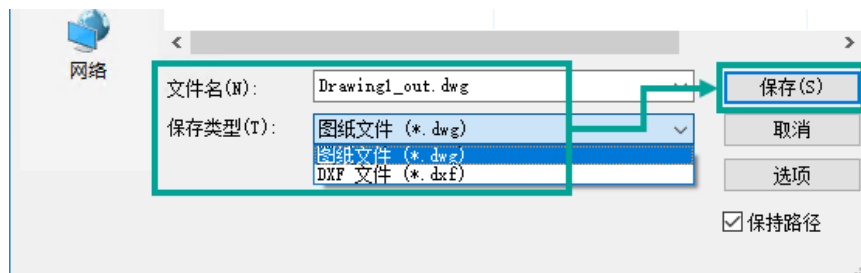 网络
文件名(N): Drawing1_out.dwg 保存(S)
保存类型(T): 图纸文件 (*.dwg) 取消
图纸文件 (*.dwg)
DXF 文件 (*.dxf) 选项
保持路径